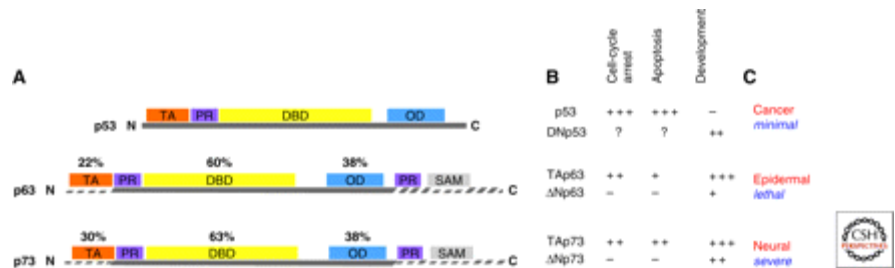 Cell-cycle arrest
Apoptosis
Development
A
B
C
TA PR DBD OD
p53 N C
22% 60% 38%
TA PR DBD OD PR SAM
p63 N C
30% 63% 38%
TA PR DBD OD PR SAM
p73 N C
p53 +++ +++ –
DNp53 ? ? ++
TAp63 ++ + +++
ΔNp63 – – +
TAp73 ++ ++ +++
ΔNp73 – – ++
Cancer
minimal
Epidermal
lethal
Neural
severe
CSH
PERSPECTIVES